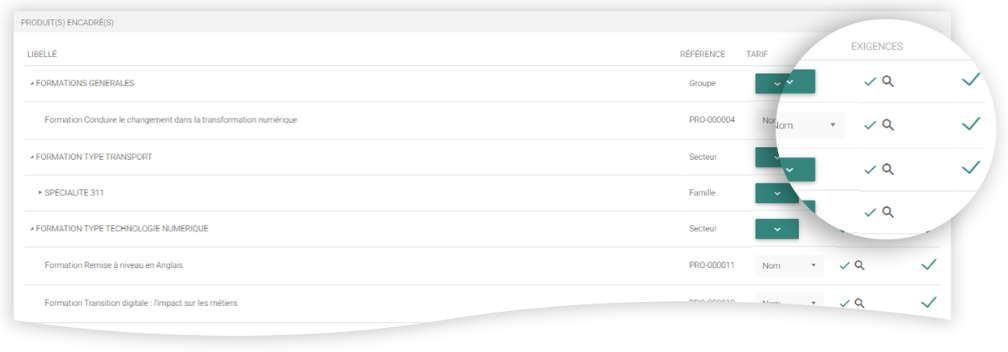 PRODUIT(S) ENCADRÉ(S)
LIBELLÉ RÉFÉRENCE TARIF EXIGENCES
FORMATIONS GENERALES Groupe
Formation Conduire le changement dans la transformation numérique PRO-000004 Nom
FORMATION TYPE TRANSPORT Secteur
SPECIALITE 311 Famille
FORMATION TYPE TECHNOLOGIE NUMERIQUE Secteur
Formation Remise à niveau en Anglais PRO-000011 Nom
Formation Transition digitale : l'impact sur les métiers Nom